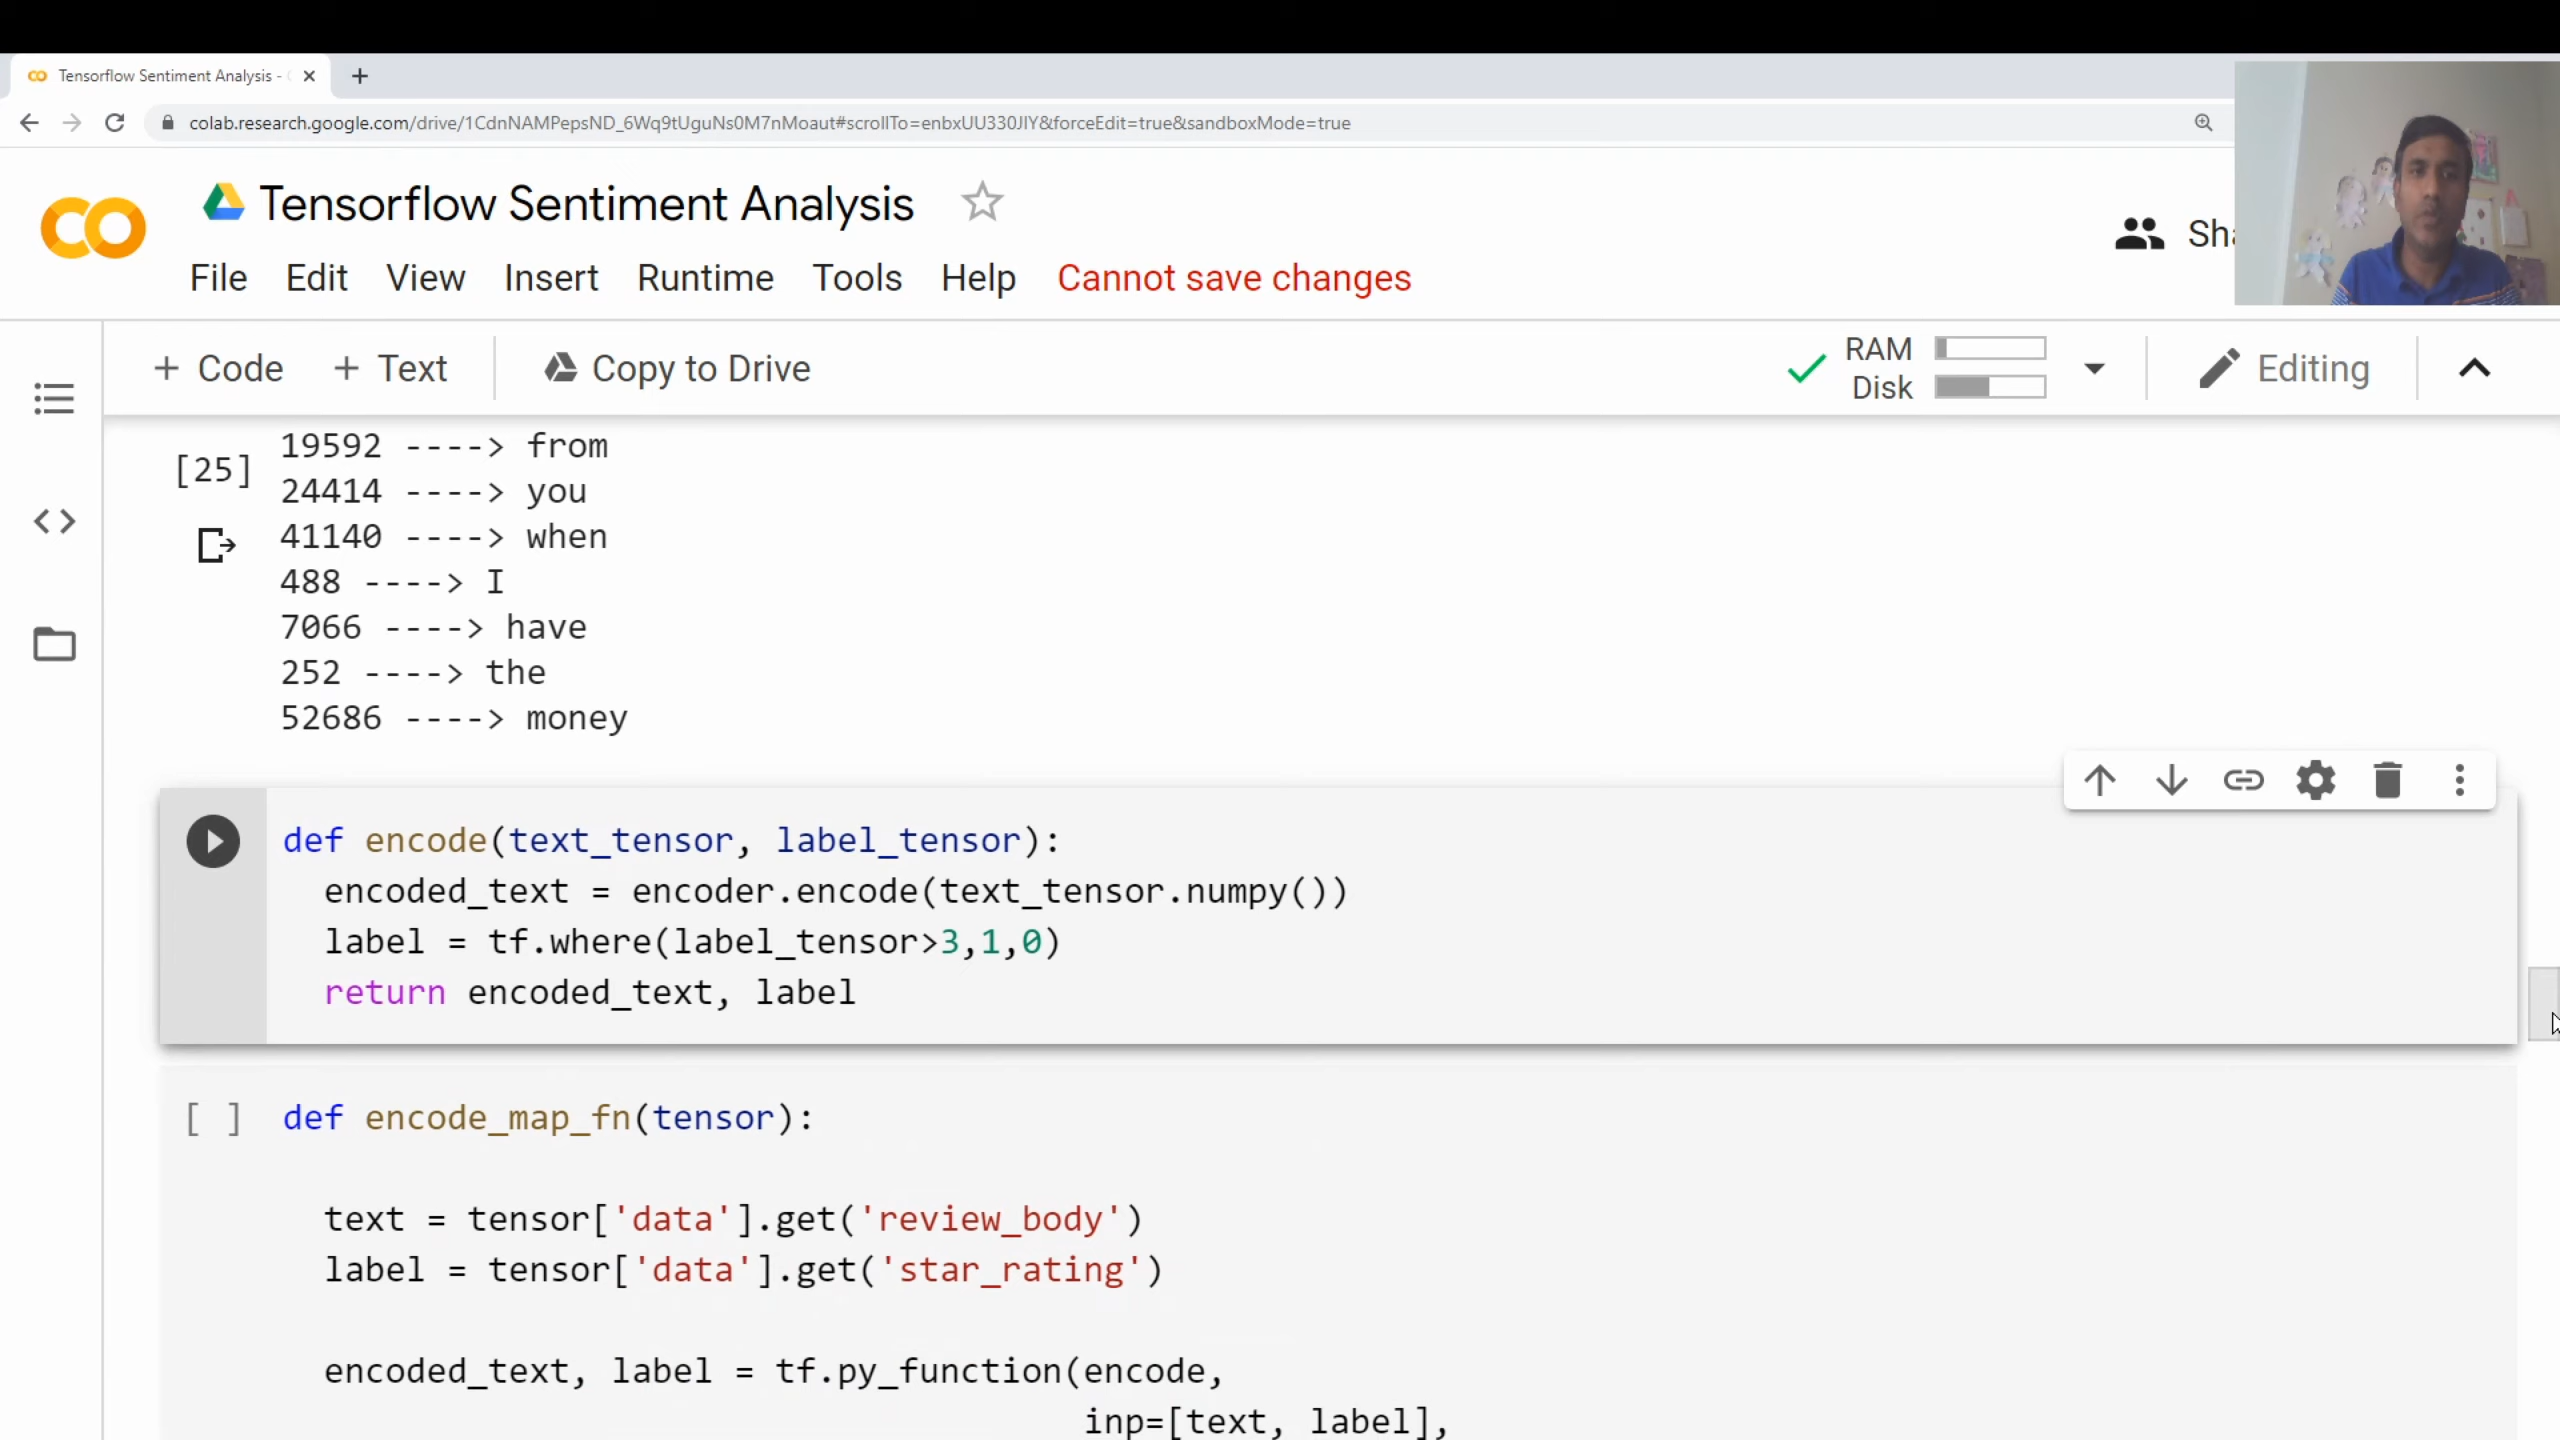 Tensorflow Sentiment Analysis -
colab.research.google.com/drive/1CdnNAMPepsND_6Wq9tUguNs0M7nMoaut#scrollTo=enbxUU330JlY&forceEdit=true&sandboxMode=true
Tensorflow Sentiment Analysis
File Edit View Insert Runtime Tools Help Cannot save changes
+ Code + Text Copy to Drive
RAM
Disk
Editing
[25]
19592 ----> from
24414 ----> you
41140 ----> when
488 ----> I
7066 ----> have
252 ----> the
52686 ----> money
def encode(text_tensor, label_tensor):
encoded_text = encoder.encode(text_tensor.numpy())
label = tf.where(label_tensor>3,1,0)
return encoded_text, label
[ ] def encode_map_fn(tensor):
text = tensor['data'].get('review_body')
label = tensor['data'].get('star_rating')
encoded_text, label = tf.py_function(encode,
inp=[text, label],